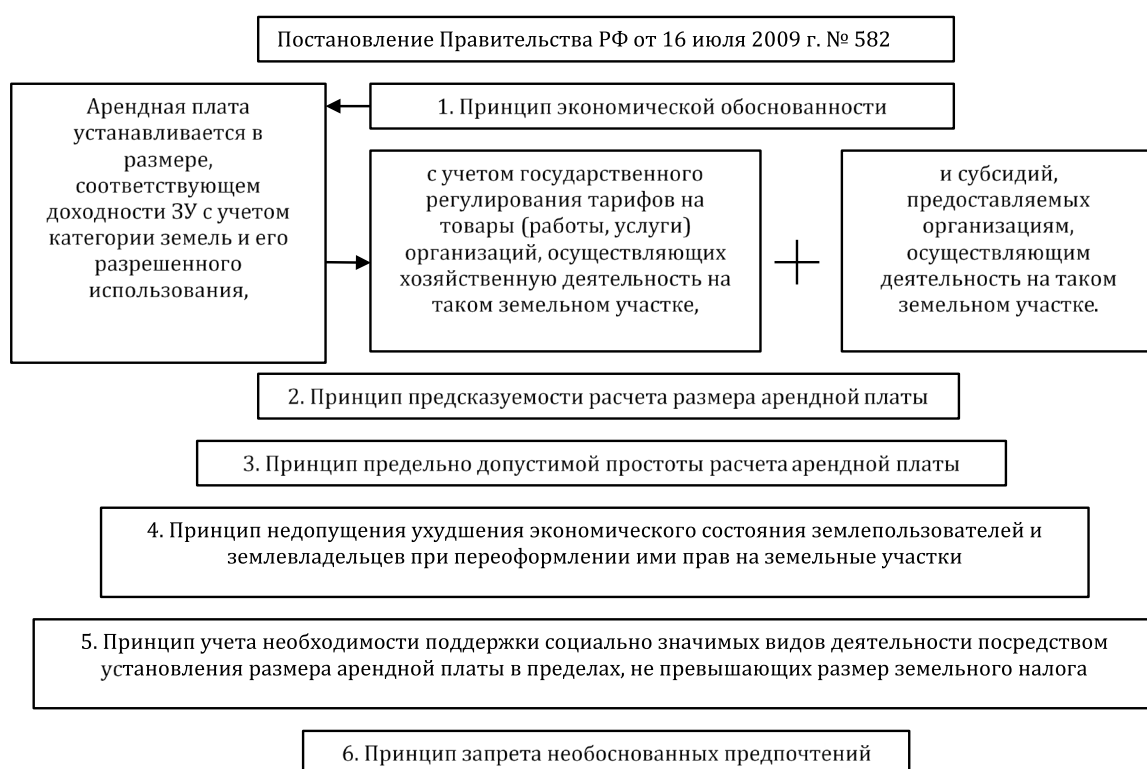 Постановление Правительства РФ от 16 июля 2009 г. № 582
1. Принцип экономической обоснованности
Арендная плата
устанавливается в
размере,
соответствующем
доходности ЗУ с учетом
категории земель и его
разрешенного
использования,
с учетом государственного
регулирования тарифов на
товары (работы, услуги)
организаций, осуществляющих
хозяйственную деятельность на
таком земельном участке,
и субсидий,
предоставляемых
организациям,
осуществляющим
деятельность на таком
земельном участке.
2. Принцип предсказуемости расчета размера арендной платы
3. Принцип предельно допустимой простоты расчета арендной платы
4. Принцип недопущения ухудшения экономического состояния землепользователей и
землевладельцев при переоформлении ими прав на земельные участки
5. Принцип учета необходимости поддержки социально значимых видов деятельности посредством
установления размера арендной платы в пределах, не превышающих размер земельного налога
6. Принцип запрета необоснованных предпочтений